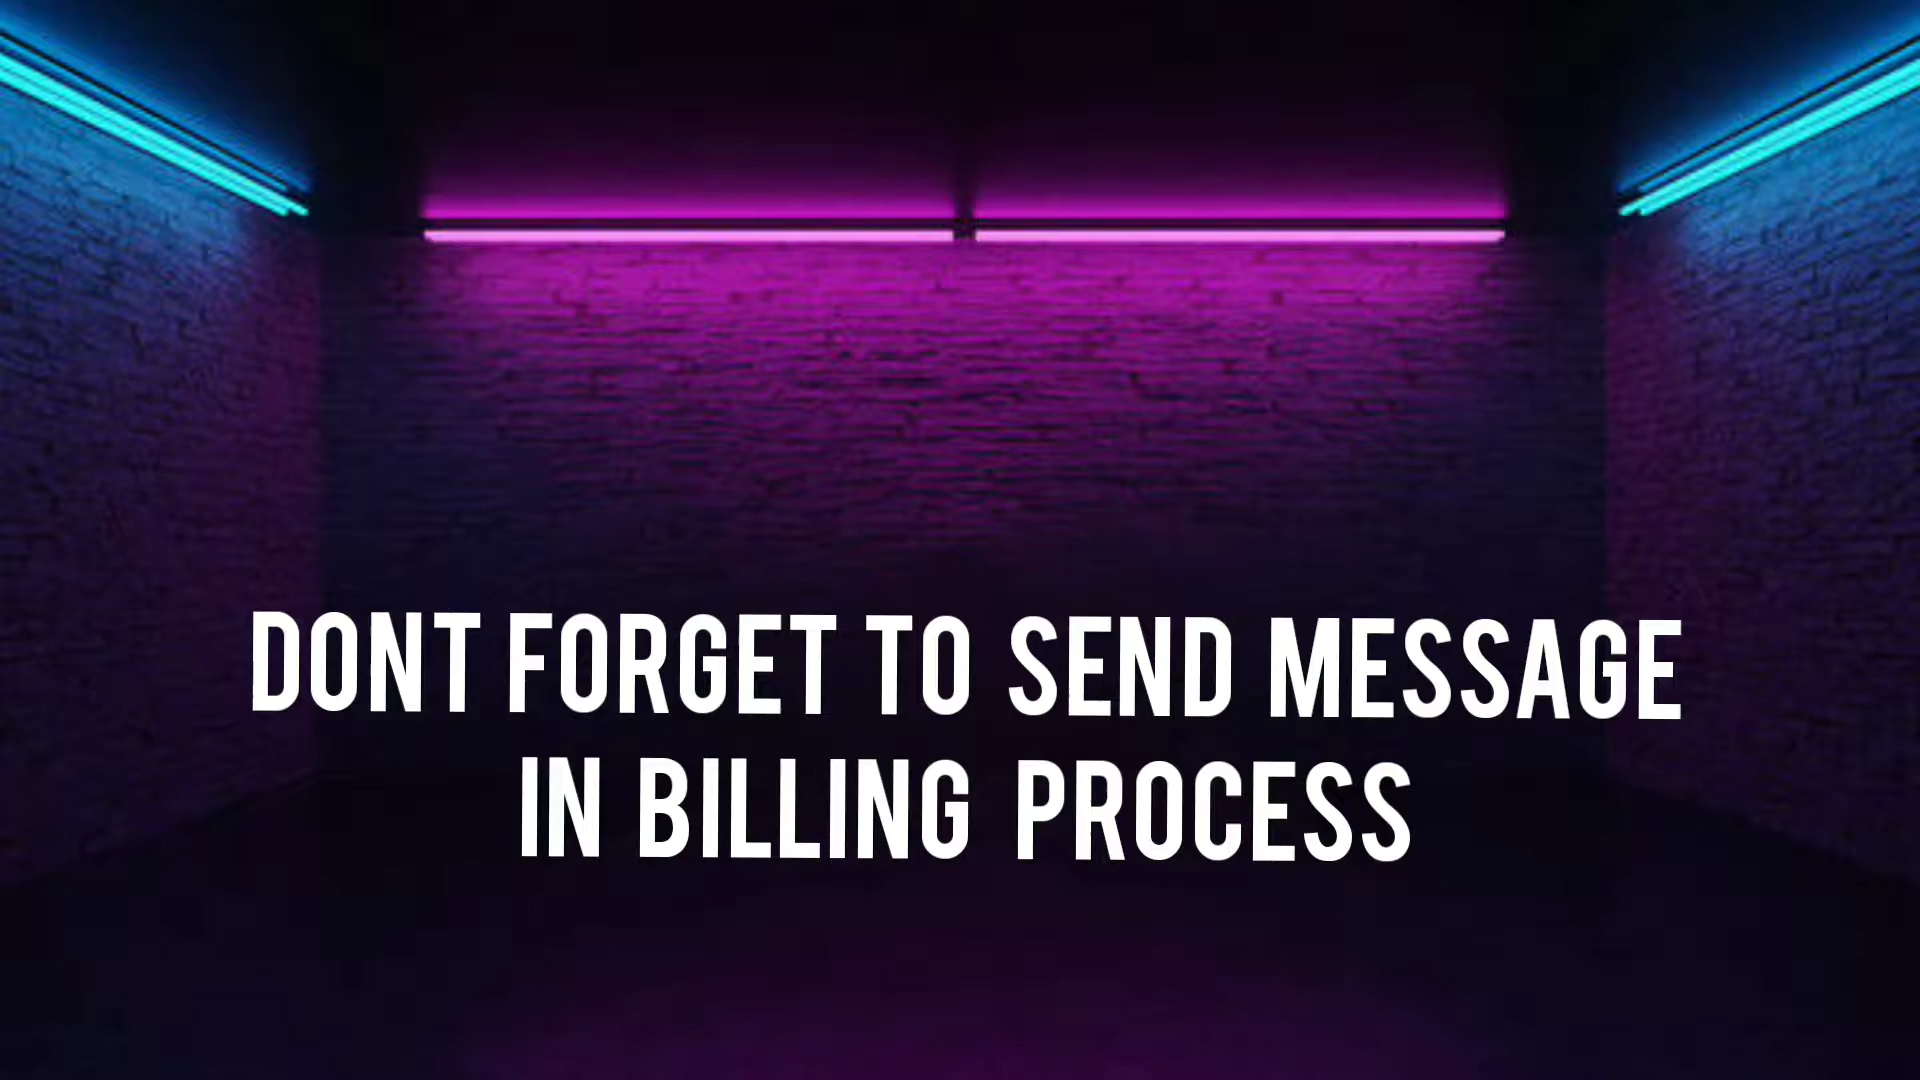 DONT FORGET TO SEND MESSAGE
IN BILLING PROCESS